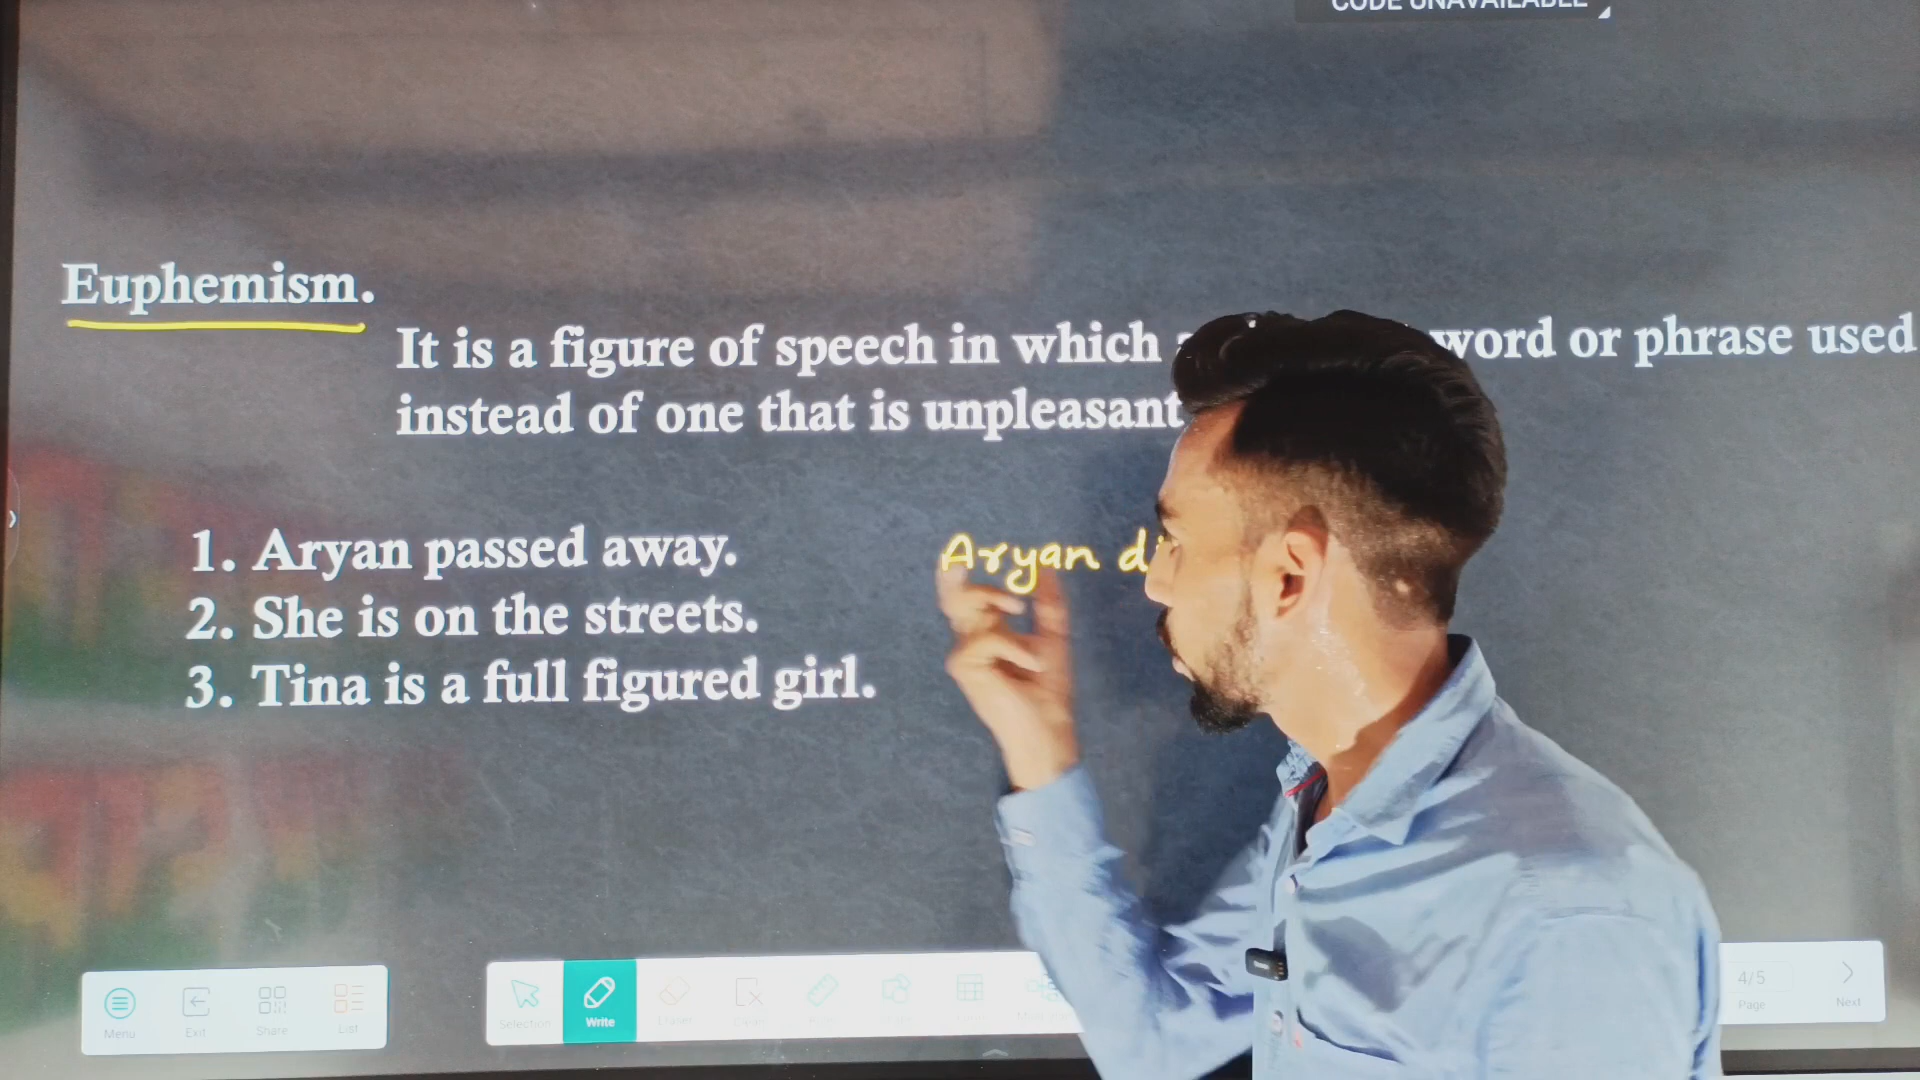 CODE UNAVAILABLE
Euphemism.
It is a figure of speech in which word or phrase used
instead of one that is unpleasant
1. Aryan passed away.
Aryan
2. She is on the streets.
3. Tina is a full figured girl.
Menu Exit Share List
Selection Write Eraser
4/5
Page Next